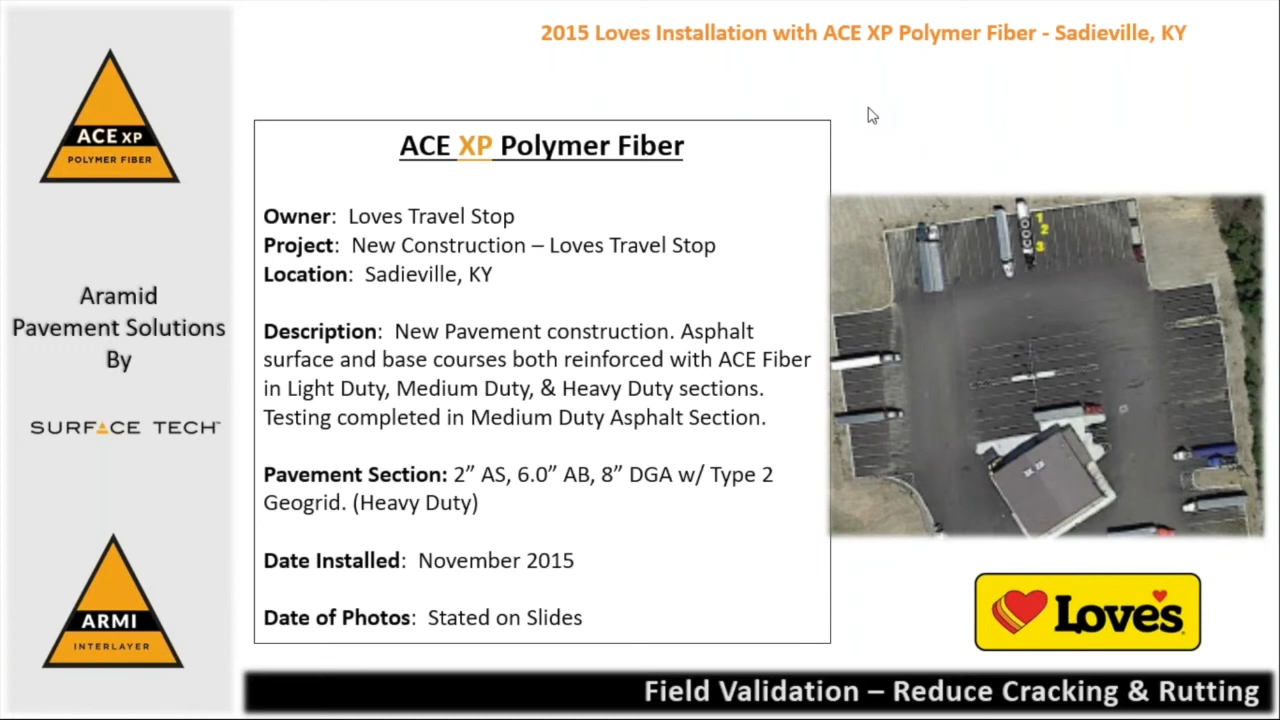 2015 Loves Installation with ACE XP Polymer Fiber - Sadieville, KY
ACE XP
POLYMER FIBER
Aramid
Pavement Solutions
By
SURFACE TECH
ARMI
INTERLAYER
ACE XP Polymer Fiber
Owner: Loves Travel Stop
Project: New Construction – Loves Travel Stop
Location: Sadieville, KY
Description: New Pavement construction. Asphalt
surface and base courses both reinforced with ACE Fiber
in Light Duty, Medium Duty, & Heavy Duty sections.
Testing completed in Medium Duty Asphalt Section.
Pavement Section: 2” AS, 6.0” AB, 8” DGA w/ Type 2
Geogrid. (Heavy Duty)
Date Installed: November 2015
Date of Photos: Stated on Slides
1
2
3
Love's
Field Validation – Reduce Cracking & Rutting